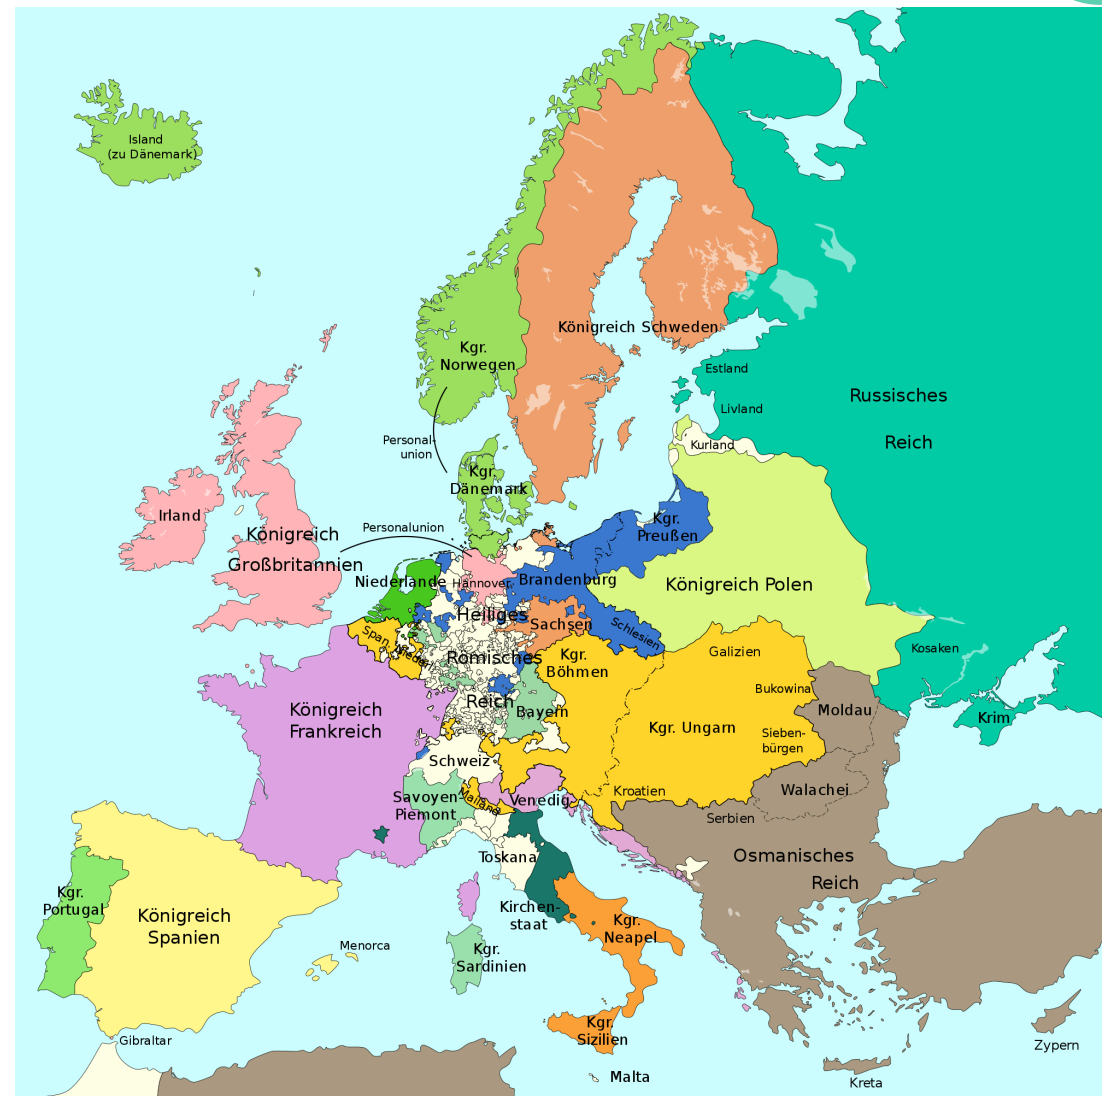 Island
(zu Dänemark)
Königreich Schweden
Kgr.
Norwegen
Estland
Russisches
Reich
Livland
Kurland
Personal-
union
Kgr.
Dänemark
Irland
Königreich
Großbritannien
Personalunion
Kgr.
Preußen
Niederlande
Hannover
Brandenburg
Königreich Polen
Heiliges
Römisches
Reich
Sachsen
Schlesien
Span. Nieder.
Kgr.
Böhmen
Galizien
Kosaken
Bukowina
Moldau
Krim
Königreich
Frankreich
Bayern
Kgr. Ungarn
Sieben-
bürgen
Schweiz
Savoyen-
Piemont
Mailand
Venedig
Kroatien
Walachei
Serbien
Toskana
Osmanisches
Reich
Kgr.
Portugal
Königreich
Spanien
Kirchen-
staat
Kgr.
Neapel
Menorca
Kgr.
Sardinien
Gibraltar
Kgr.
Sizilien
Malta
Zypern
Kreta